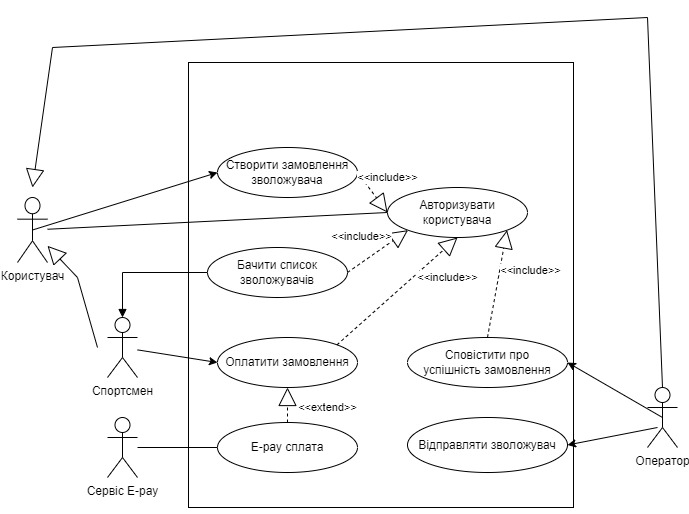 Створити замовлення
зволожувача
<<include>>
Авторизувати
користувача
<<include>>
Користувач
Бачити список
зволожувачів
<<include>>
<<include>>
Оплатити замовлення
Сповістити про
успішність замовлення
Спортсмен
<<extend>>
E-pay сплата
Відправляти зволожувач
Сервіс E-pay
Оператор